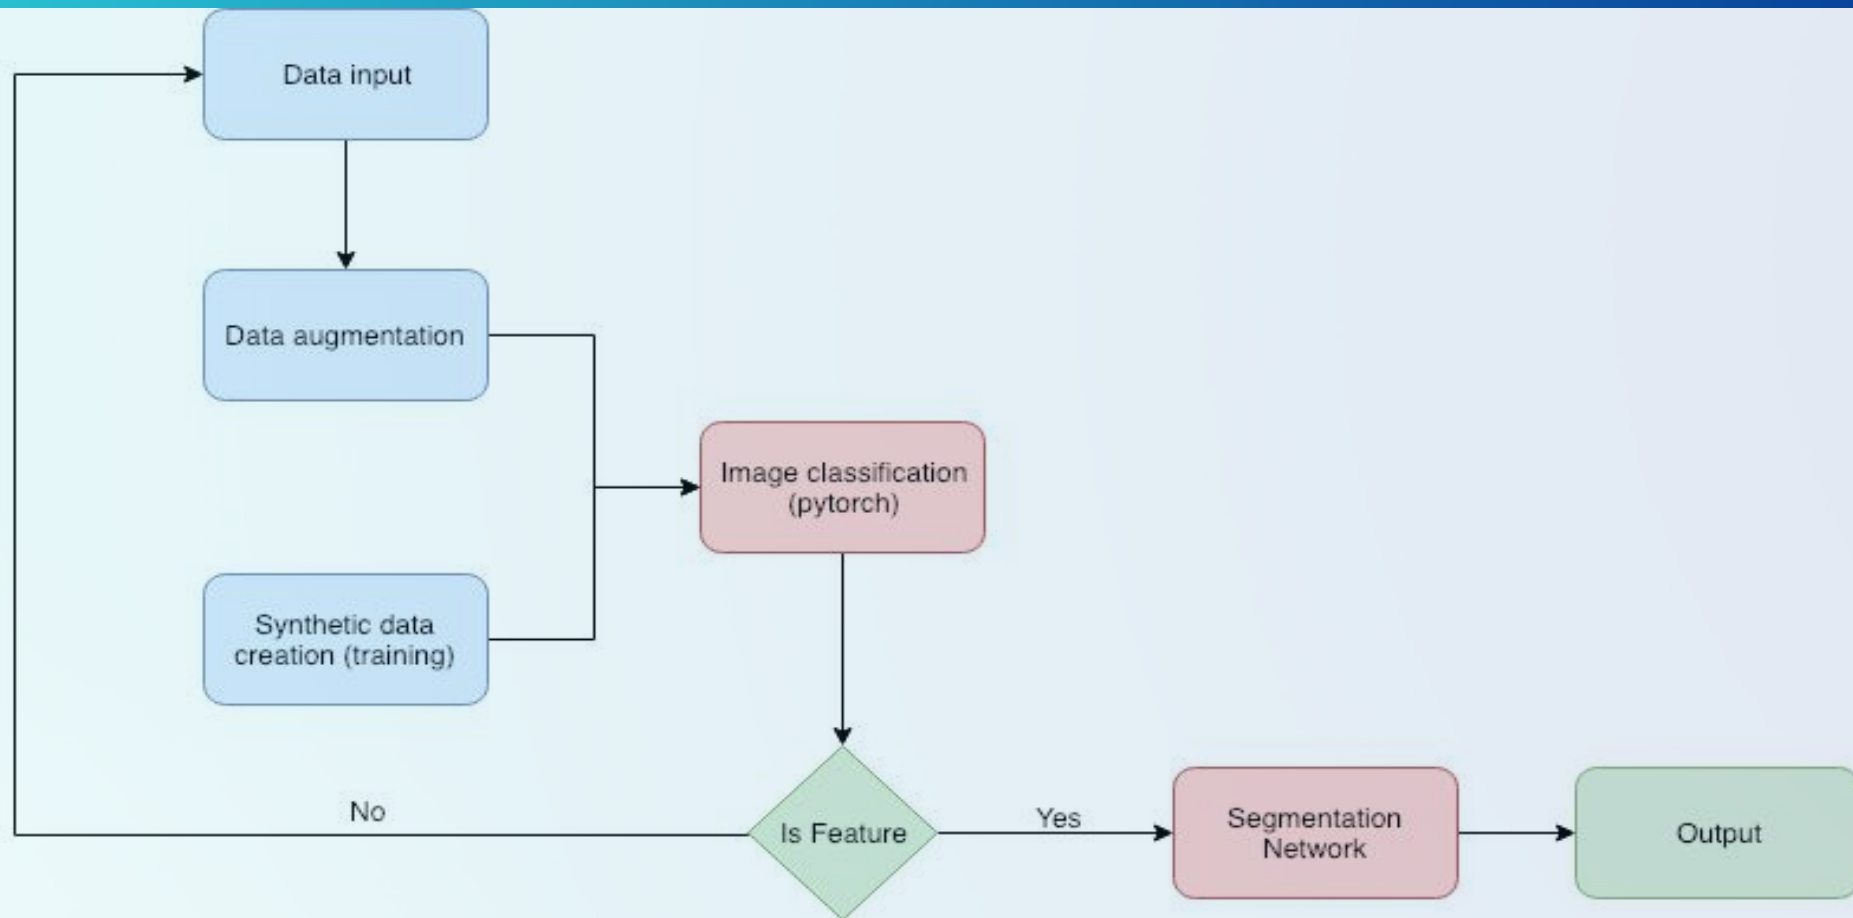 Data input
Data augmentation
Image classification
(pytorch)
Synthetic data
creation (training)
No
Is Feature
Yes
Segmentation
Network
Output